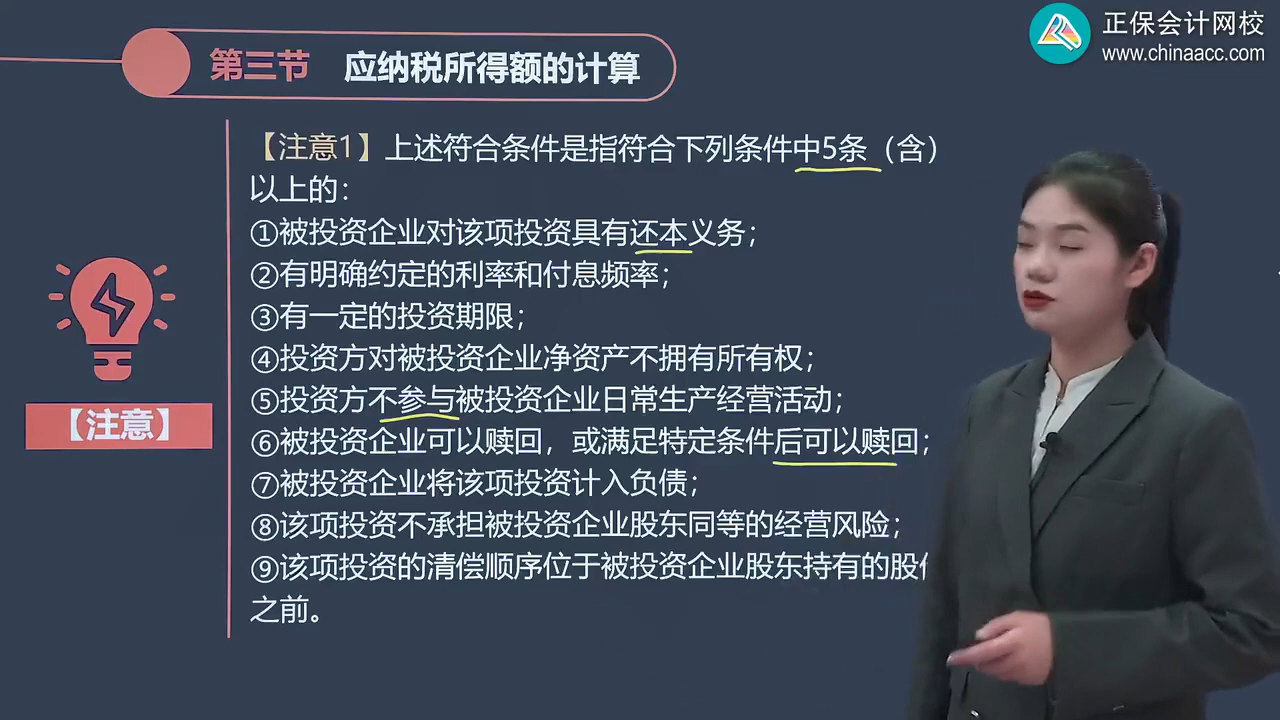 正保会计网校
www.chinaacc.com
第三节 应纳税所得额的计算
【注意1】上述符合条件是指符合下列条件中5条（含）
以上的：
①被投资企业对该项投资具有还本义务；
②有明确约定的利率和付息频率；
③有一定的投资期限；
④投资方对被投资企业净资产不拥有所有权；
⑤投资方不参与被投资企业日常生产经营活动；
⑥被投资企业可以赎回，或满足特定条件后可以赎回；
⑦被投资企业将该项投资计入负债；
⑧该项投资不承担被投资企业股东同等的经营风险；
⑨该项投资的清偿顺序位于被投资企业股东持有的股
之前。
【注意】